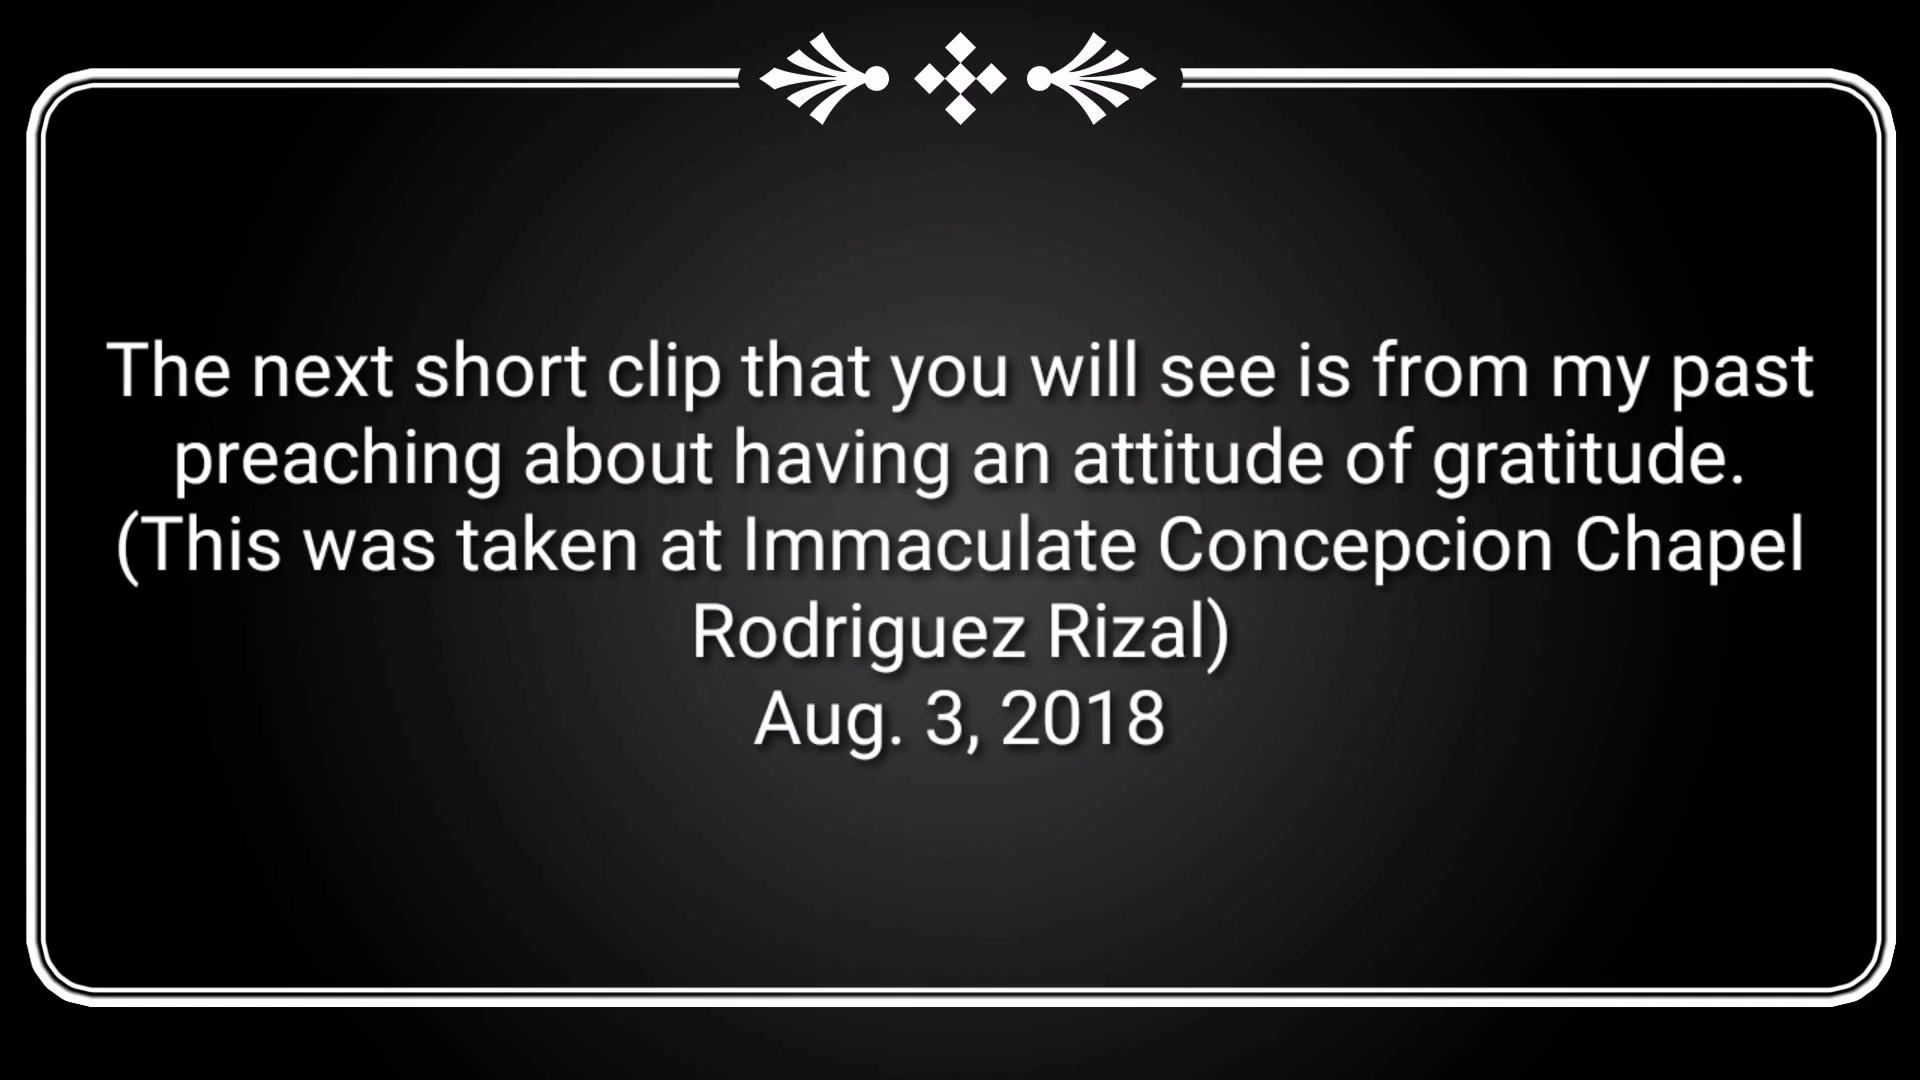 The next short clip that you will see is from my past
preaching about having an attitude of gratitude.
(This was taken at Immaculate Concepcion Chapel
Rodriguez Rizal)
Aug. 3, 2018